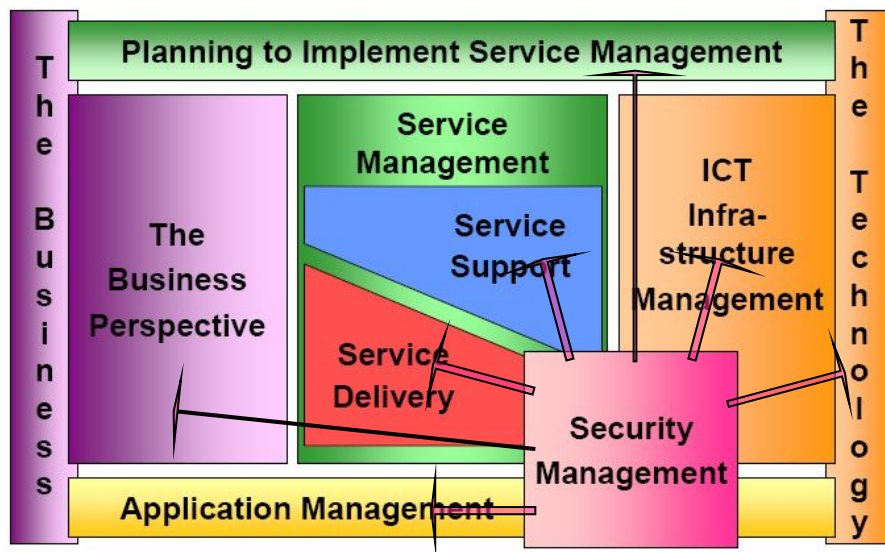 Planning to Implement Service Management
The Business
The
Business
Perspective
Service
Management
Service
Support
Service
Delivery
ICT
Infra-
structure
Management
The Technology
Security
Management
Application Management